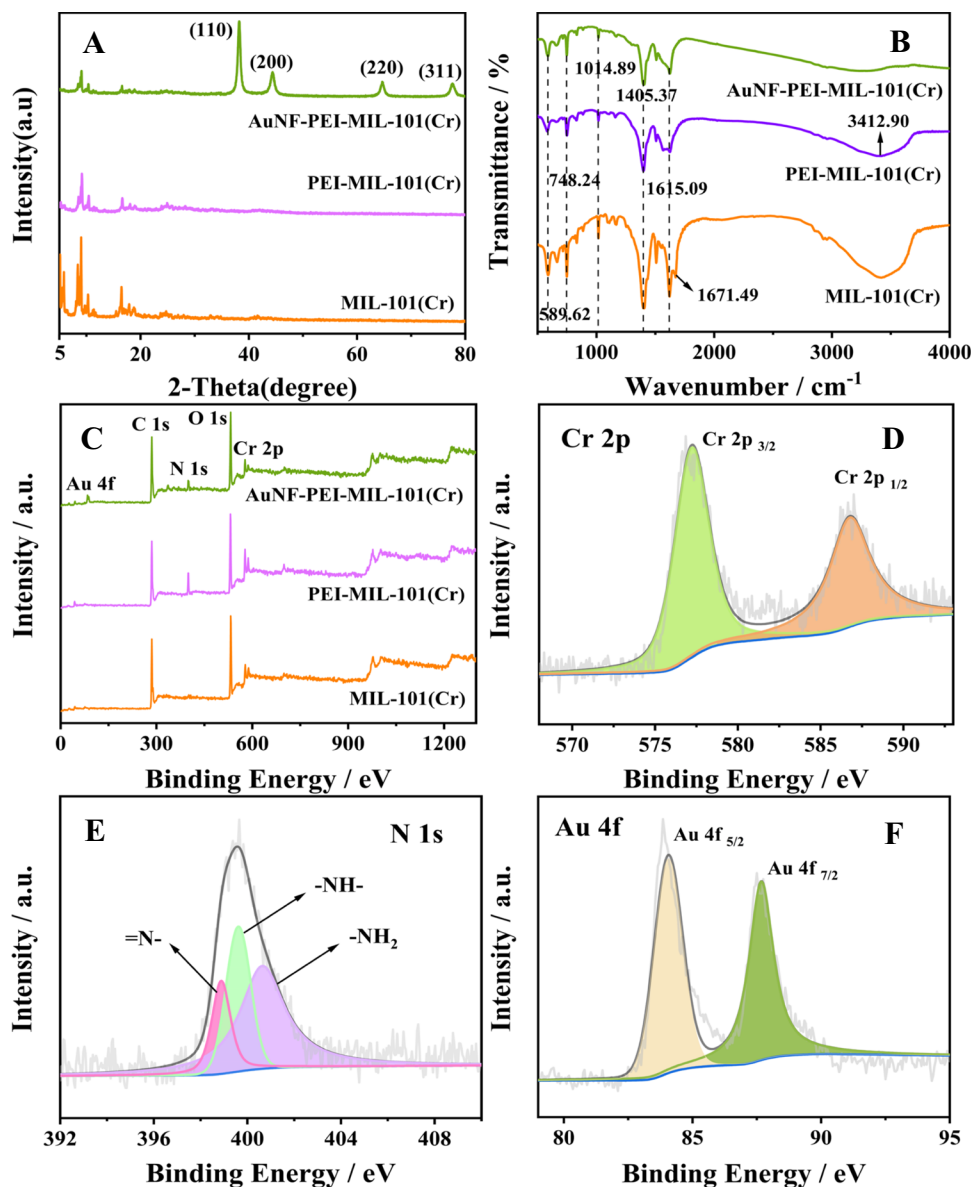 A
(110)
(200)
(220)
(311)
AuNF-PEI-MIL-101(Cr)
PEI-MIL-101(Cr)
MIL-101(Cr)
Intensity(a.u)
5
20
40
60
80
2-Theta(degree)
B
1014.89
1405.37
AuNF-PEI-MIL-101(Cr)
3412.90
PEI-MIL-101(Cr)
748.24
1615.09
1671.49
MIL-101(Cr)
589.62
Transmittance / %
1000
2000
3000
4000
Wavenumber / cm⁻¹
C
C 1s
O 1s
Cr 2p
N 1s
Au 4f
AuNF-PEI-MIL-101(Cr)
PEI-MIL-101(Cr)
MIL-101(Cr)
Intensity / a.u.
0
300
600
900
1200
Binding Energy / eV
Cr 2p
Cr 2p 3/2
D
Cr 2p 1/2
Intensity / a.u.
570
575
580
585
590
Binding Energy / eV
E
N 1s
-NH-
=N-
-NH₂
Intensity / a.u.
392
396
400
404
408
Binding Energy / eV
Au 4f
Au 4f 5/2
F
Au 4f 7/2
Intensity / a.u.
80
85
90
95
Binding Energy / eV